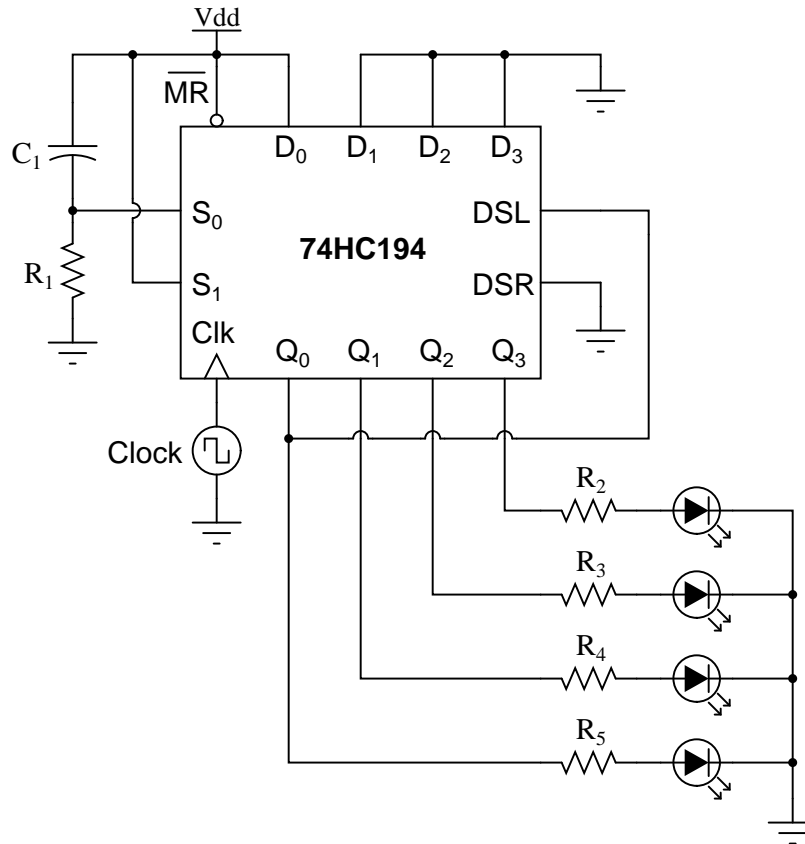 Vdd
M̅R̅
D₀ D₁ D₂ D₃
C₁
S₀ DSL
74HC194
R₁
S₁ DSR
Clk
Q₀ Q₁ Q₂ Q₃
Clock
R₂
R₃
R₄
R₅